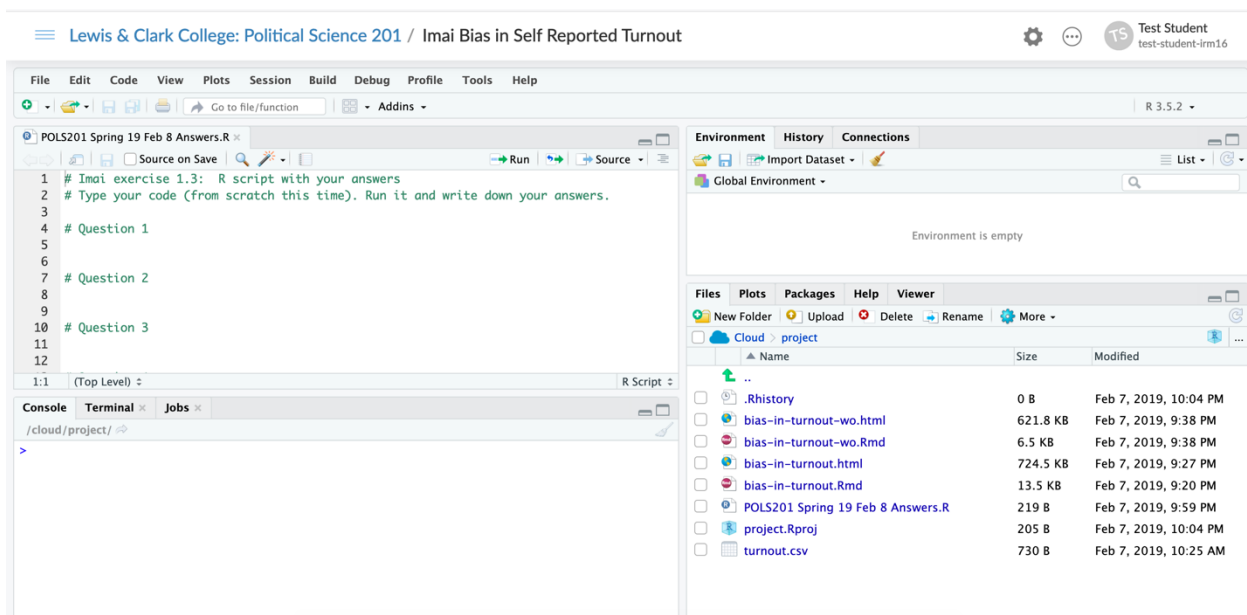 Lewis & Clark College: Political Science 201 / Imai Bias in Self Reported Turnout
TS
Test Student
test-student-irm16
File Edit Code View Plots Session Build Debug Profile Tools Help
Go to file/function Addins R 3.5.2
POLS201 Spring 19 Feb 8 Answers.R ×
Source on Save Run Source
1 # Imai exercise 1.3: R script with your answers
2 # Type your code (from scratch this time). Run it and write down your answers.
3
4 # Question 1
5
6
7 # Question 2
8
9
10 # Question 3
11
12
1:1 (Top Level) R Script
Console Terminal × Jobs ×
/cloud/project/
>
Environment History Connections
Import Dataset List
Global Environment
Environment is empty
Files Plots Packages Help Viewer
New Folder Upload Delete Rename More
Cloud > project R ...
Name Size Modified
..
.Rhistory 0 B Feb 7, 2019, 10:04 PM
bias-in-turnout-wo.html 621.8 KB Feb 7, 2019, 9:38 PM
bias-in-turnout-wo.Rmd 6.5 KB Feb 7, 2019, 9:38 PM
bias-in-turnout.html 724.5 KB Feb 7, 2019, 9:27 PM
bias-in-turnout.Rmd 13.5 KB Feb 7, 2019, 9:20 PM
POLS201 Spring 19 Feb 8 Answers.R 219 B Feb 7, 2019, 9:59 PM
project.Rproj 205 B Feb 7, 2019, 10:04 PM
turnout.csv 730 B Feb 7, 2019, 10:25 AM